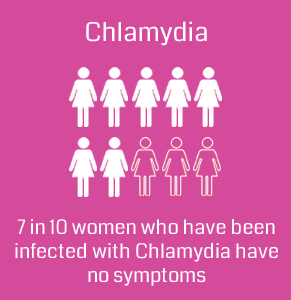 Chlamydia
7 in 10 women who have been
infected with Chlamydia have
no symptoms